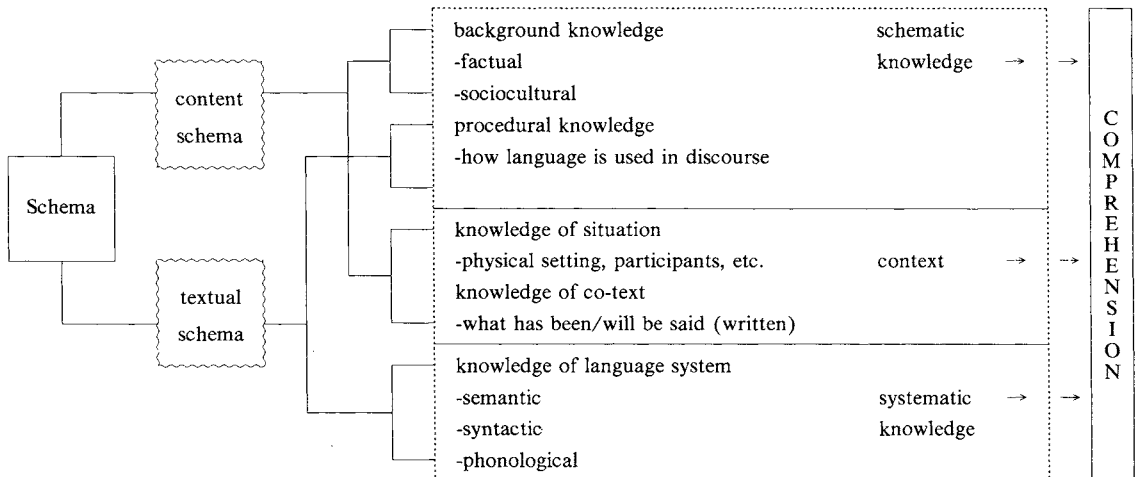 Schema
content
schema
textual
schema
background knowledge
-factual
-sociocultural
procedural knowledge
-how language is used in discourse
schematic
knowledge → →
knowledge of situation
-physical setting, participants, etc.
knowledge of co-text
-what has been/will be said (written)
context → →
knowledge of language system
-semantic
-syntactic
-phonological
systematic → →
knowledge
COMPREHENSION